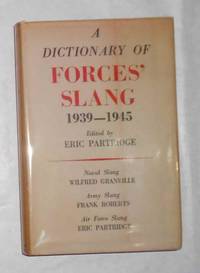 A
DICTIONARY OF
FORCES'
SLANG
1939—1945
Edited by
ERIC PARTRIDGE
Naval Slang
WILFRED GRANVILLE
Army Slang
FRANK ROBERTS
Air Force Slang
ERIC PARTRIDGE